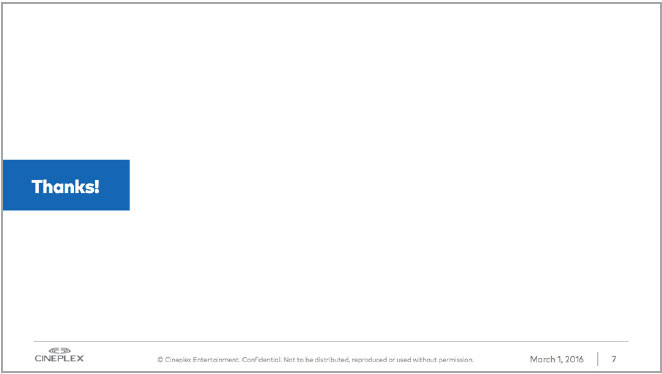 Thanks!
CINEPLEX
© Cineplex Entertainment. Confidential. Not to be distributed, reproduced or used without permission.
March 1, 2016
7